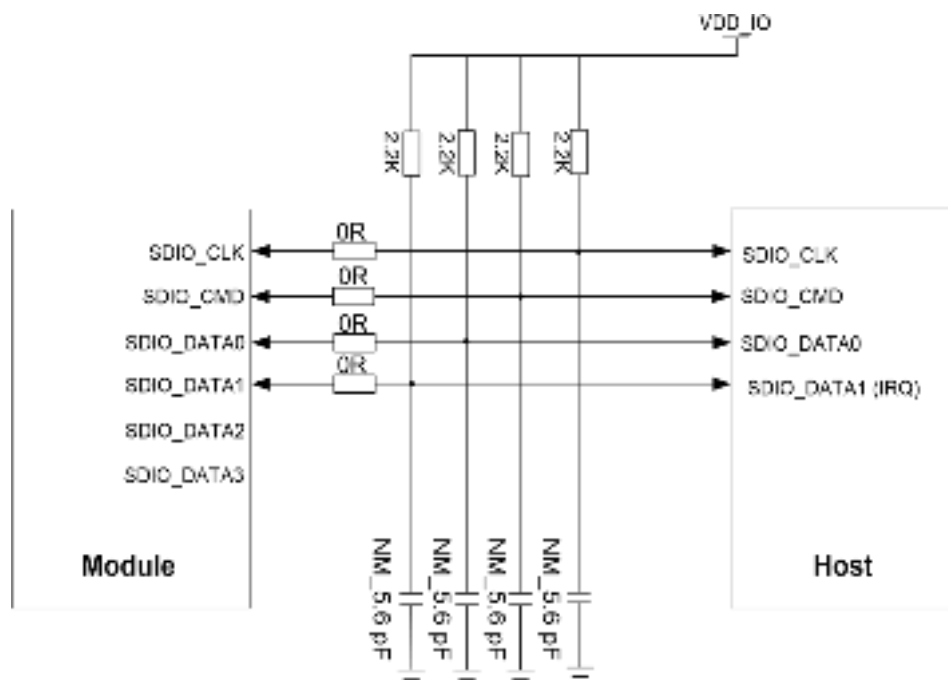 VDD_IO
2.2K
2.2K
2.2K
2.2K
0R
SDIO_CLK
SDIO_CLK
0R
SDIO_CMD
SDIO_CMD
0R
SDIO_DATA0
SDIO_DATA0
0R
SDIO_DATA1
SDIO_DATA1 (IRQ)
SDIO_DATA2
SDIO_DATA3
NM_5.6 pF
NM_5.6 pF
NM_5.6 pF
NM_5.6 pF
Module
Host